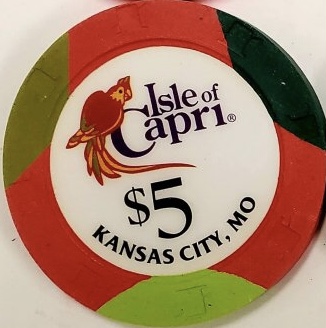 Isle of
Capri®
$5
KANSAS CITY, MO